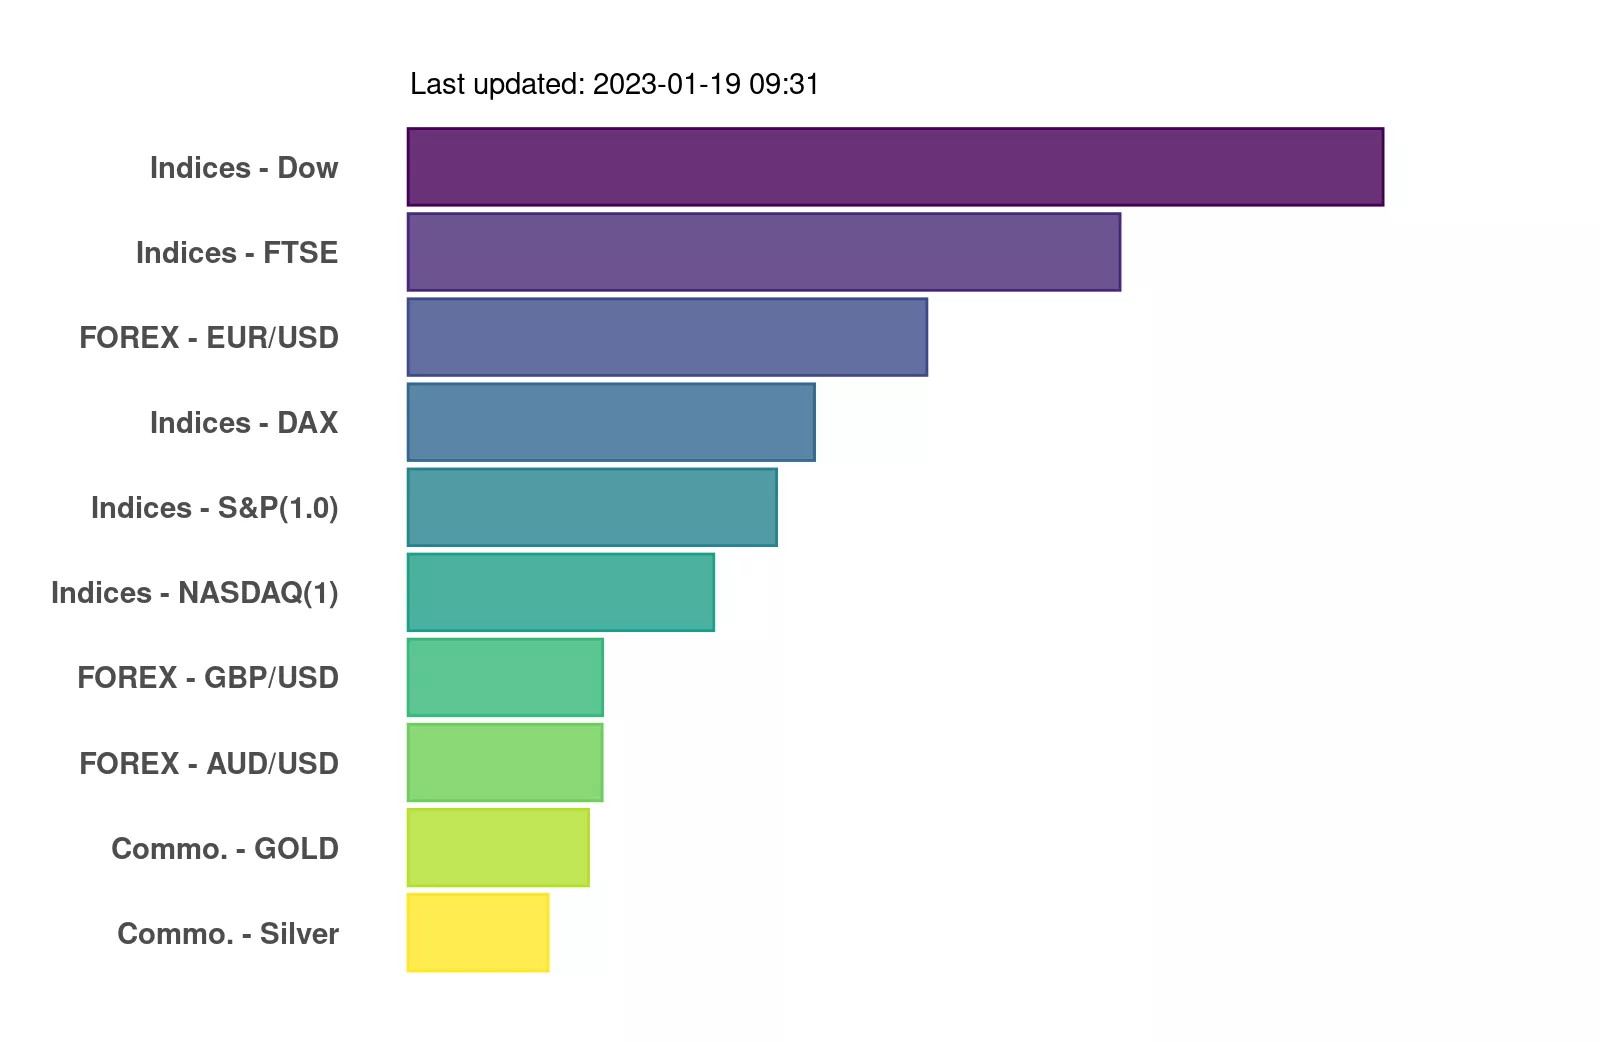 Last updated: 2023-01-19 09:31
Indices - Dow
Indices - FTSE
FOREX - EUR/USD
Indices - DAX
Indices - S&P(1.0)
Indices - NASDAQ(1)
FOREX - GBP/USD
FOREX - AUD/USD
Commo. - GOLD
Commo. - Silver